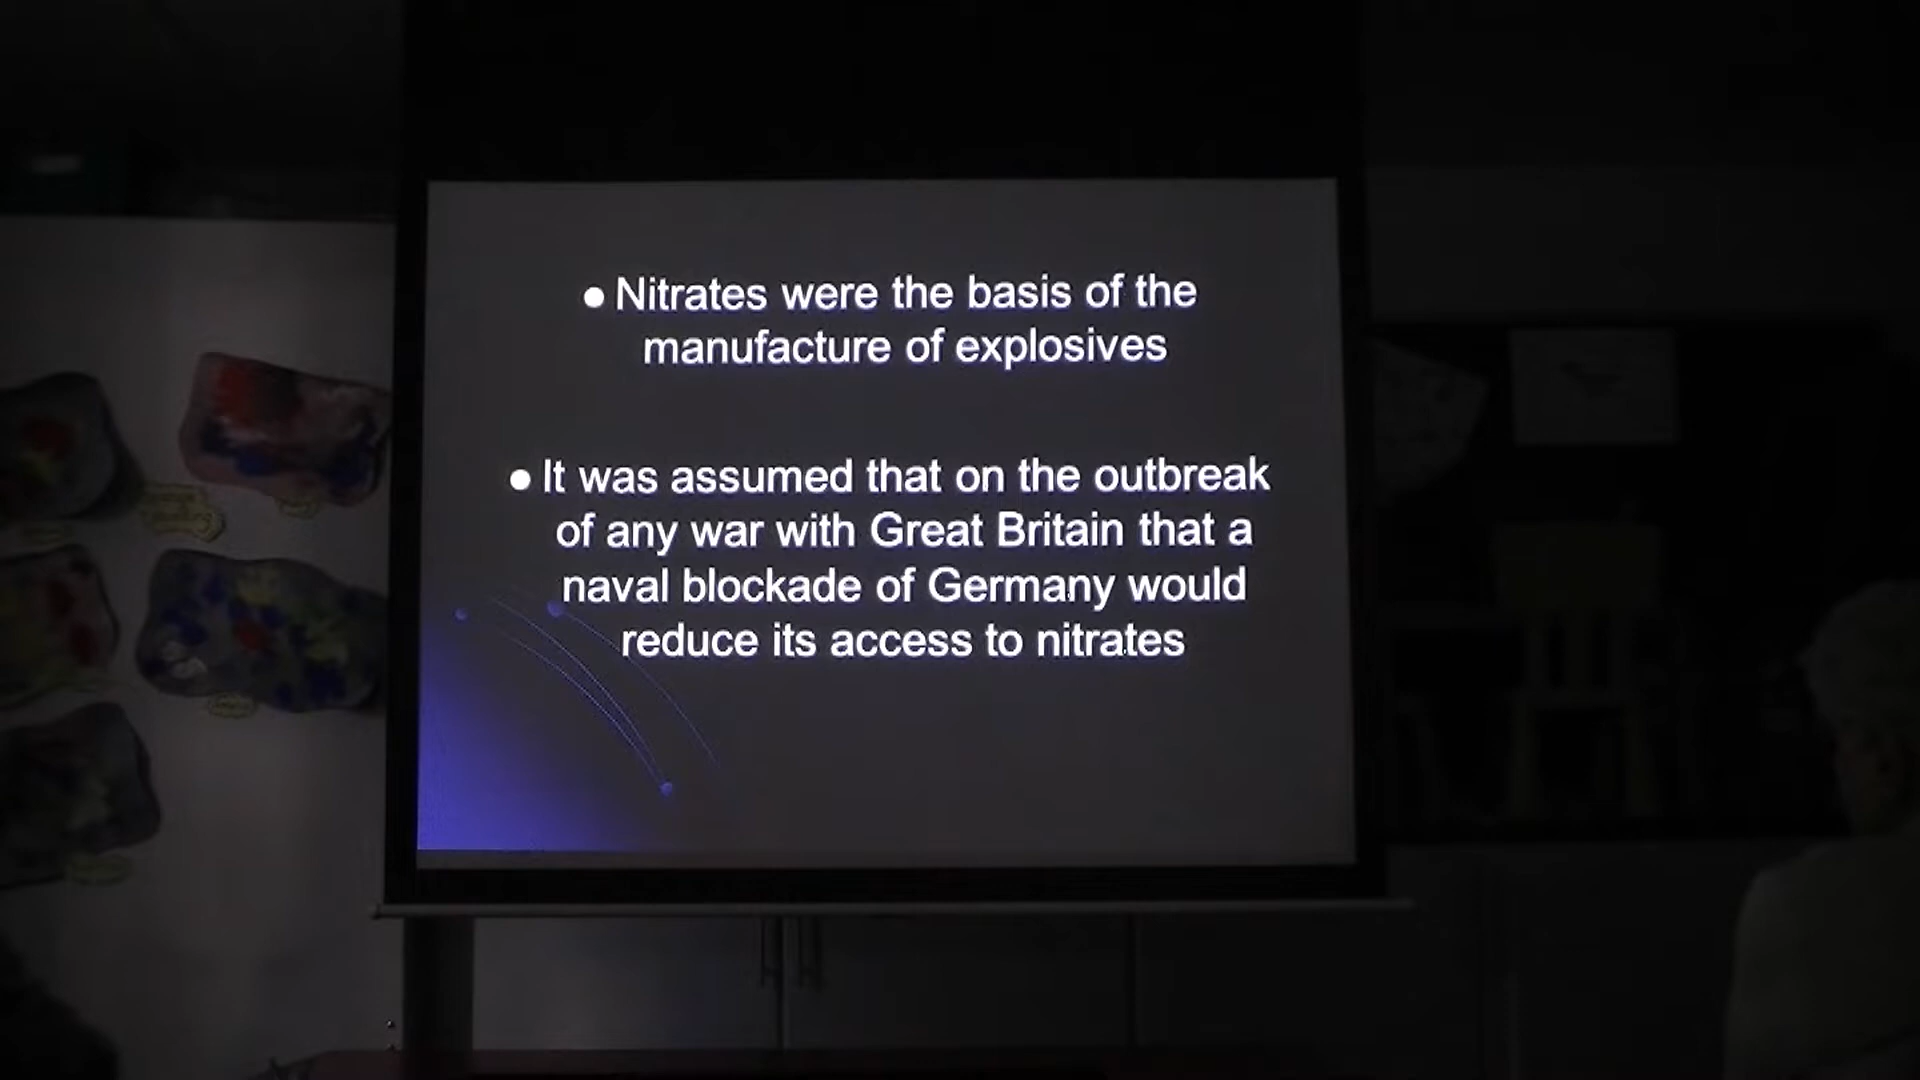 ● Nitrates were the basis of the
manufacture of explosives
● It was assumed that on the outbreak
of any war with Great Britain that a
naval blockade of Germany would
reduce its access to nitrates